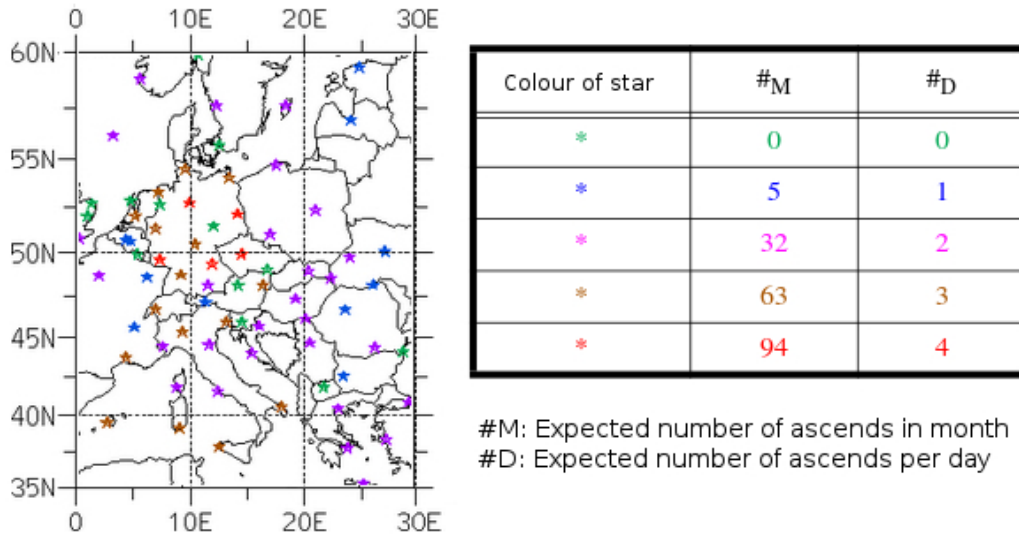 0 10E 20E 30E
60N
55N
50N
45N
40N
35N
0 10E 20E 30E
Colour of star #M #D
* 0 0
* 5 1
* 32 2
* 63 3
* 94 4
#M: Expected number of ascends in month
#D: Expected number of ascends per day